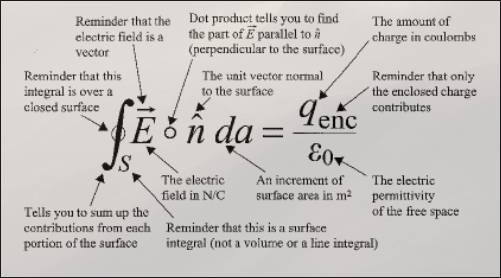 Reminder that the
electric field is a
vector
Dot product tells you to find
the part of E⃗ parallel to n̂
(perpendicular to the surface)
The amount of
charge in coulombs
Reminder that this
integral is over a
closed surface
The unit vector normal
to the surface
Reminder that only
the enclosed charge
contributes
∮_S E⃗ ∘ n̂ da = q_enc / ε₀
The electric
field in N/C
An increment of
surface area in m²
The electric
permittivity
of the free space
Tells you to sum up the
contributions from each
portion of the surface
Reminder that this is a surface
integral (not a volume or a line integral)